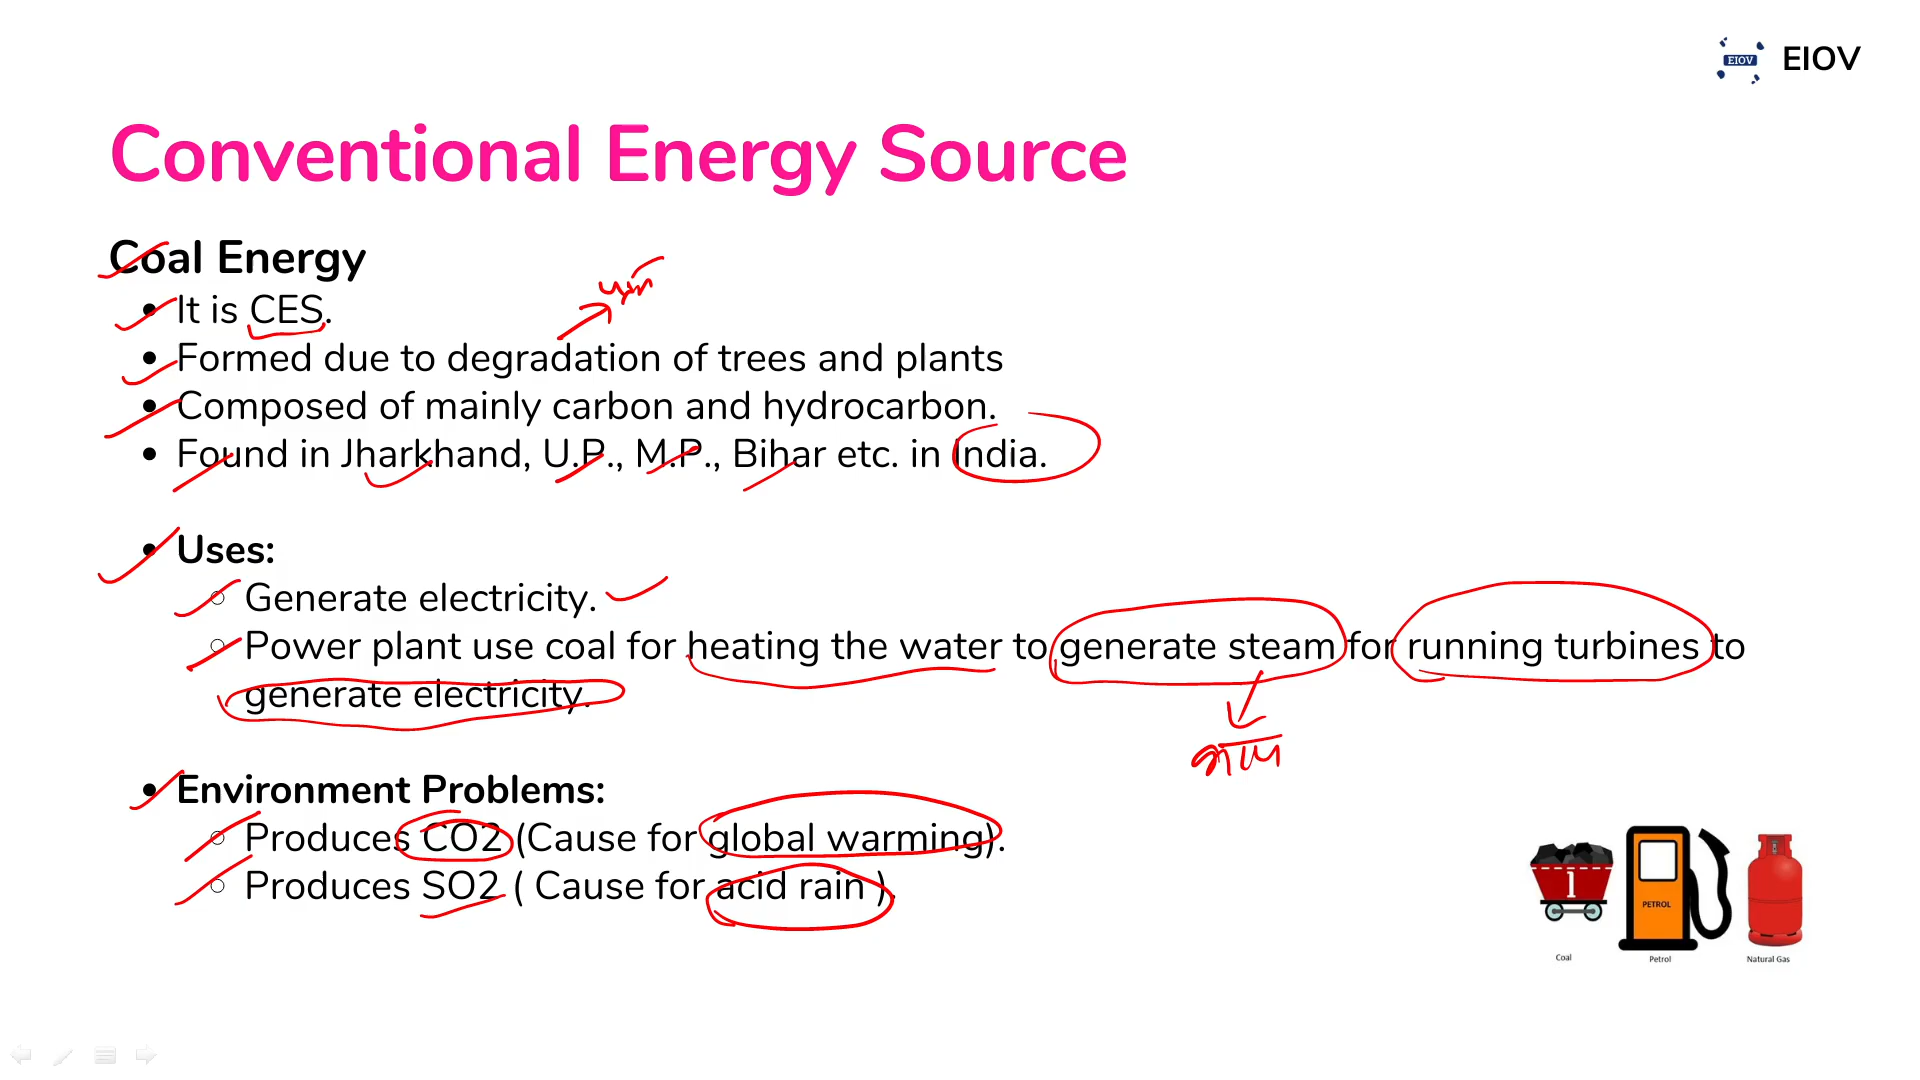 EIOV
EIOV
Conventional Energy Source
Coal Energy
It is CES.
Formed due to degradation of trees and plants
Composed of mainly carbon and hydrocarbon.
Found in Jharkhand, U.P., M.P., Bihar etc. in India.
Uses:
Generate electricity.
Power plant use coal for heating the water to generate steam for running turbines to
generate electricity.
Environment Problems:
Produces CO2 (Cause for global warming).
Produces SO2 ( Cause for acid rain ).
PETROL
Coal
Petrol
Natural Gas